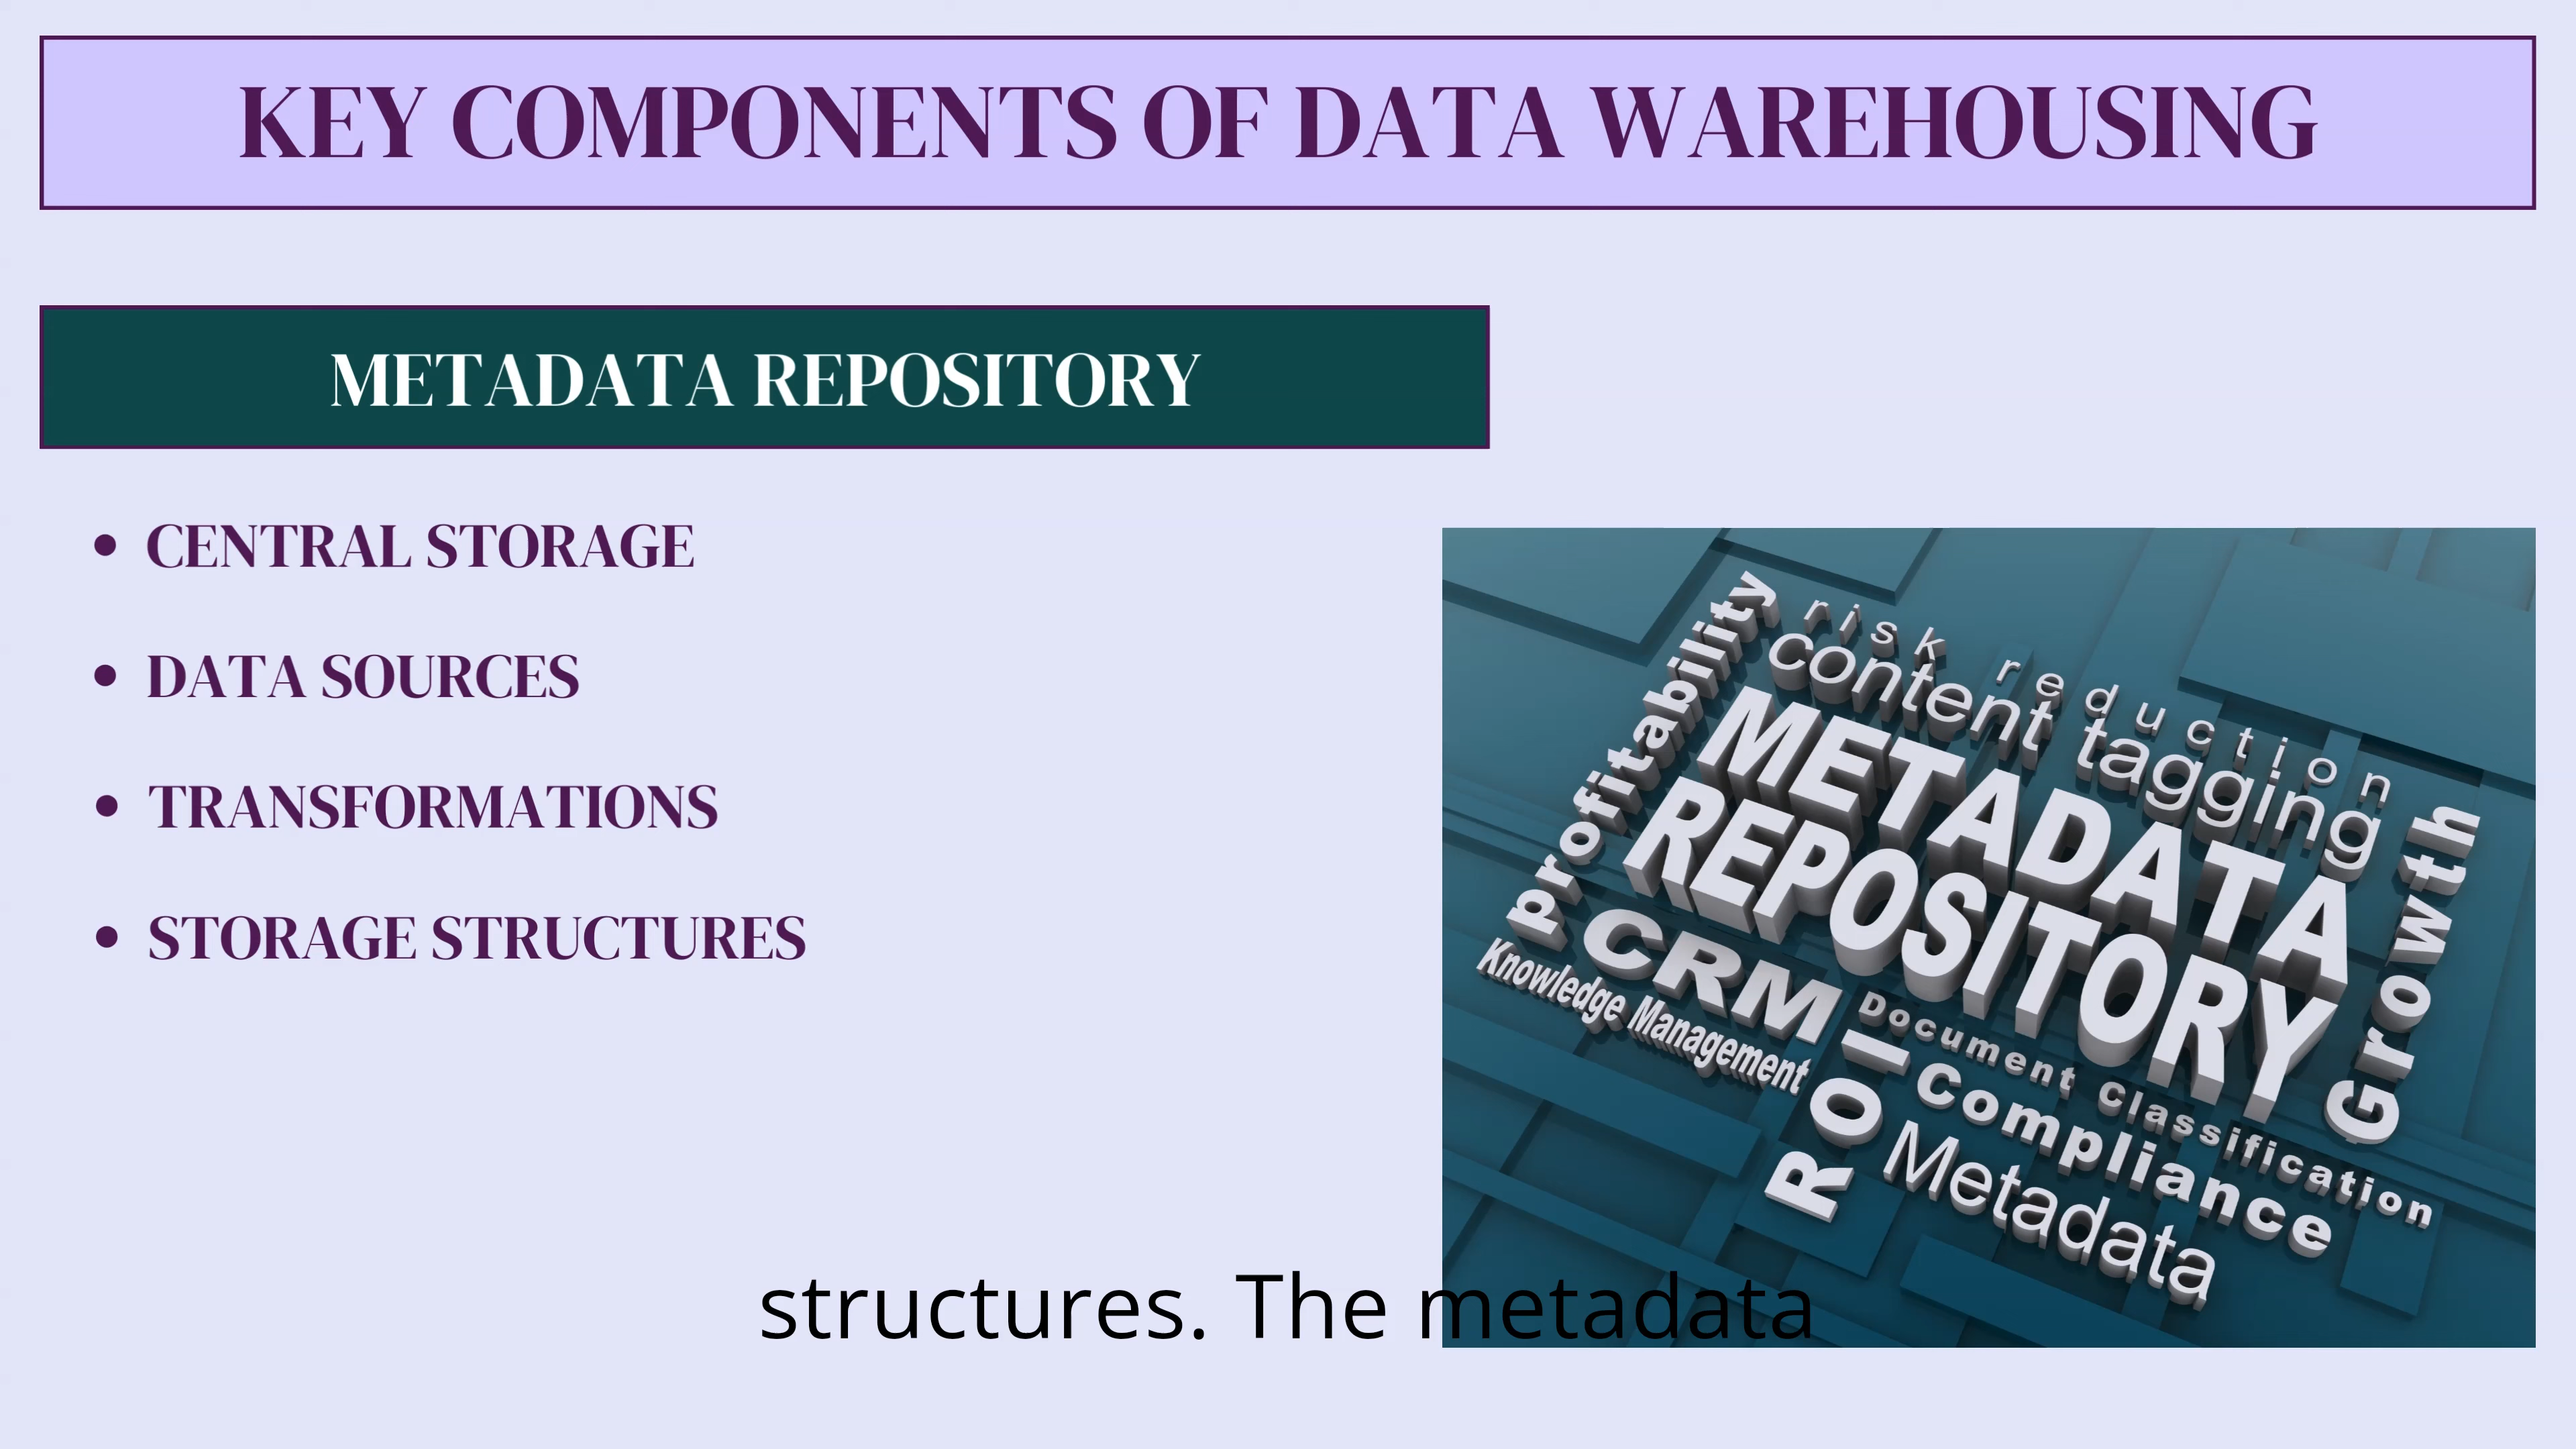 KEY COMPONENTS OF DATA WAREHOUSING
METADATA REPOSITORY
• CENTRAL STORAGE
• DATA SOURCES
• TRANSFORMATIONS
• STORAGE STRUCTURES
risk reduction
content tagging
profitability
METADATA
REPOSITORY
Growth
CRM
Knowledge Management
ROI
Document Classification
Compliance
Metadata
structures. The metadata